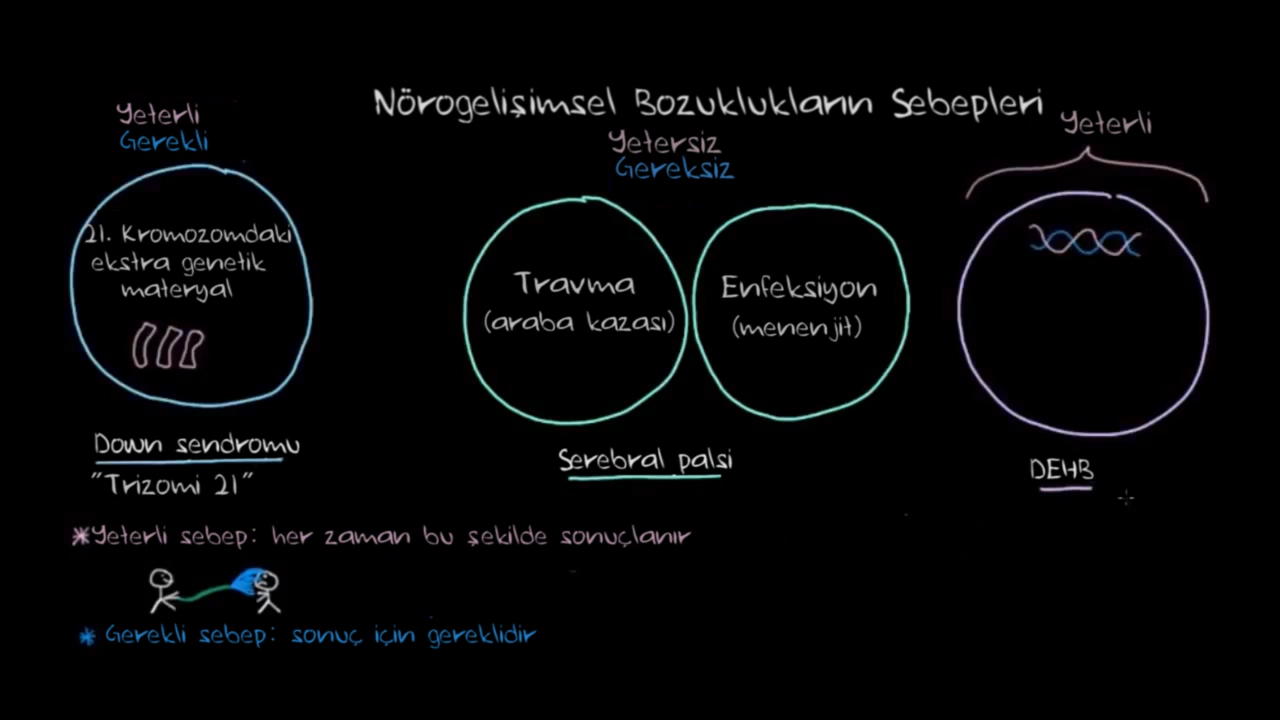 Nörogelişimsel Bozuklukların Sebepleri
Yeterli
Gerekli
21. Kromozomdaki
ekstra genetik
materyal
Down sendromu
"Trizomi 21"
Yetersiz
Gereksiz
Travma
(araba kazası)
Enfeksiyon
(menenjit)
Serebral palsi
Yeterli
DEHB
*Yeterli sebep: her zaman bu şekilde sonuçlanır
* Gerekli sebep: sonuç için gereklidir